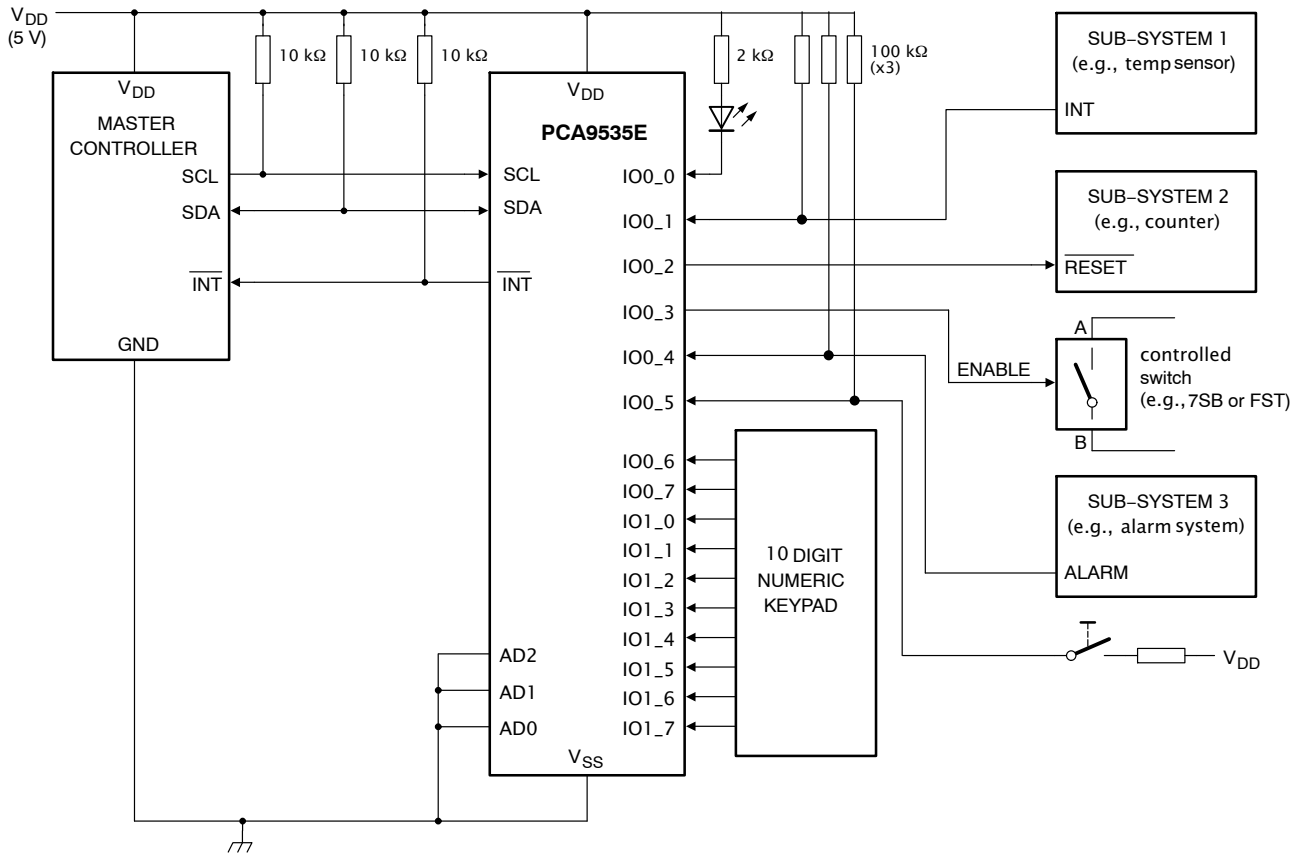 VDD
(5 V)
10 kΩ
10 kΩ
10 kΩ
2 kΩ
100 kΩ
(x3)
VDD
MASTER
CONTROLLER
SCL
SDA
INT
GND
VDD
PCA9535E
SCL
SDA
INT
AD2
AD1
AD0
VSS
IO0_0
IO0_1
IO0_2
IO0_3
IO0_4
IO0_5
IO0_6
IO0_7
IO1_0
IO1_1
IO1_2
IO1_3
IO1_4
IO1_5
IO1_6
IO1_7
10 DIGIT
NUMERIC
KEYPAD
SUB−SYSTEM 1
(e.g., temp sensor)
INT
SUB−SYSTEM 2
(e.g., counter)
RESET
ENABLE
A
B
controlled
switch
(e.g., 7SB or FST)
SUB−SYSTEM 3
(e.g., alarm system)
ALARM
VDD